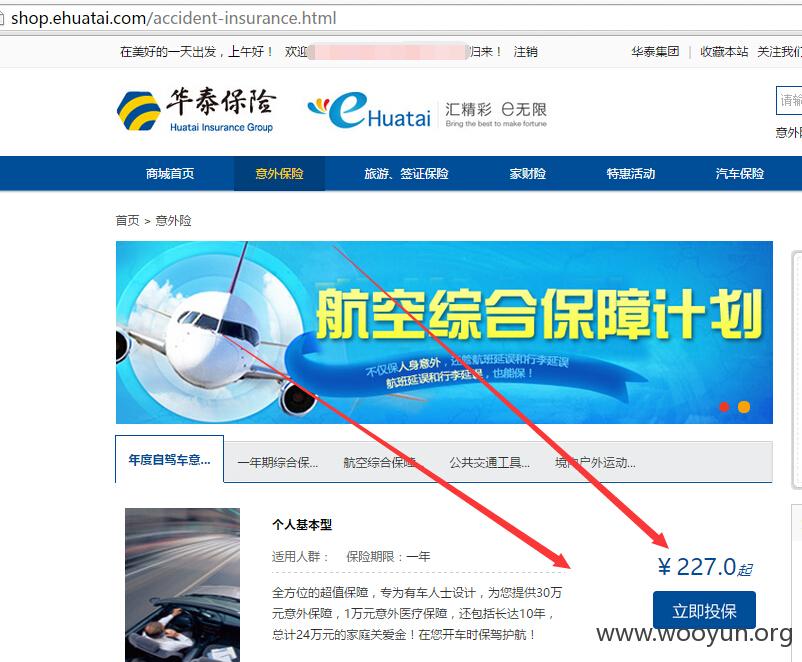 shop.ehuatai.com/accident-insurance.html
在美好的一天出发，上午好！ 欢迎 归来！ 注销
华泰集团 | 收藏本站 关注我们
华泰保险
Huatai Insurance Group
eHuatai
汇精彩 e无限
Bring the best to make fortune
请输
意外险
商城首页 意外保险 旅游、签证保险 家财险 特惠活动 汽车保险
首页 > 意外险
航空综合保障计划
不仅保人身意外，还管航班延误和行李延误
航班延误和行李延误，也能保！
年度自驾车意... 一年期综合保... 航空综合保障... 公共交通工具... 境内户外运动...
个人基本型
适用人群： 保险期限：一年
¥ 227.0起
全方位的超值保障，专为有车人士设计，为您提供30万
元意外保障，1万元意外医疗保障，还包括长达10年，
总计24万元的家庭关爱金！在您开车时保驾护航！
立即投保
www.wooyun.org